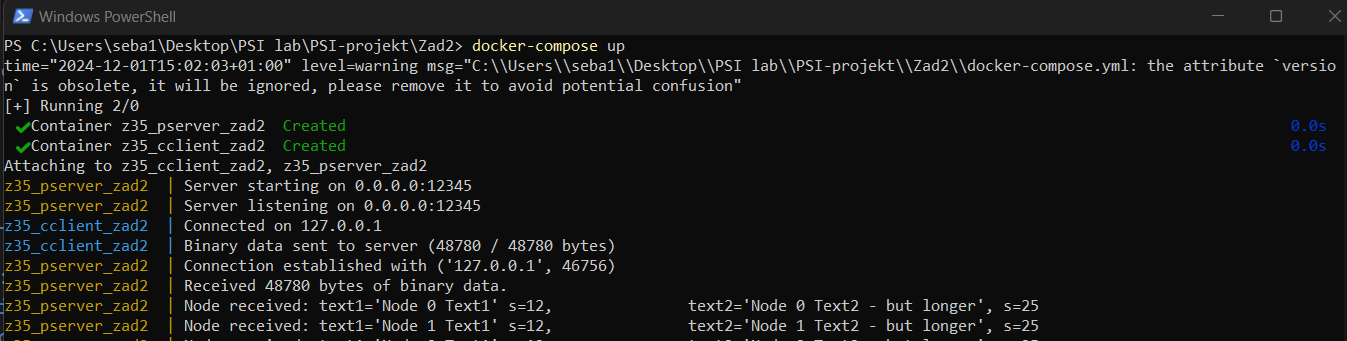 Windows PowerShell
PS C:\Users\seba1\Desktop\PSI lab\PSI-projekt\Zad2> docker-compose up
time="2024-12-01T15:02:03+01:00" level=warning msg="C:\\Users\\seba1\\Desktop\\PSI lab\\PSI-projekt\\Zad2\\docker-compose.yml: the attribute `versio
n` is obsolete, it will be ignored, please remove it to avoid potential confusion"
[+] Running 2/0
✔Container z35_pserver_zad2 Created 0.0s
✔Container z35_cclient_zad2 Created 0.0s
Attaching to z35_cclient_zad2, z35_pserver_zad2
z35_pserver_zad2 | Server starting on 0.0.0.0:12345
z35_pserver_zad2 | Server listening on 0.0.0.0:12345
z35_cclient_zad2 | Connected on 127.0.0.1
z35_cclient_zad2 | Binary data sent to server (48780 / 48780 bytes)
z35_pserver_zad2 | Connection established with ('127.0.0.1', 46756)
z35_pserver_zad2 | Received 48780 bytes of binary data.
z35_pserver_zad2 | Node received: text1='Node 0 Text1' s=12, text2='Node 0 Text2 - but longer', s=25
z35_pserver_zad2 | Node received: text1='Node 1 Text1' s=12, text2='Node 1 Text2 - but longer', s=25